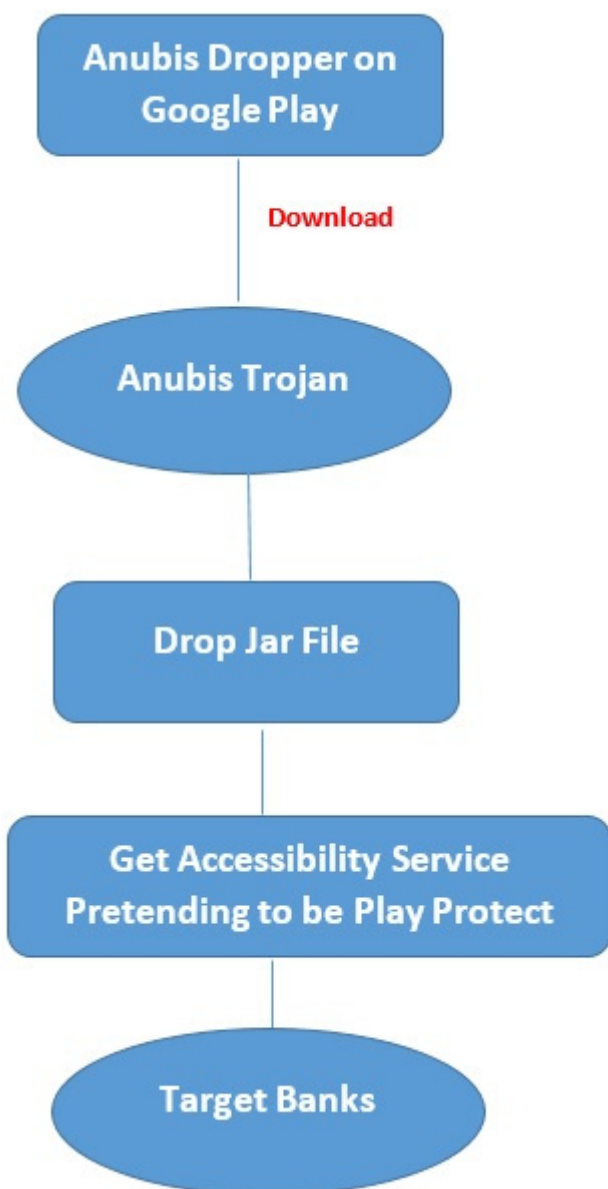 Anubis Dropper on
Google Play
Download
Anubis Trojan
Drop Jar File
Get Accessibility Service
Pretending to be Play Protect
Target Banks